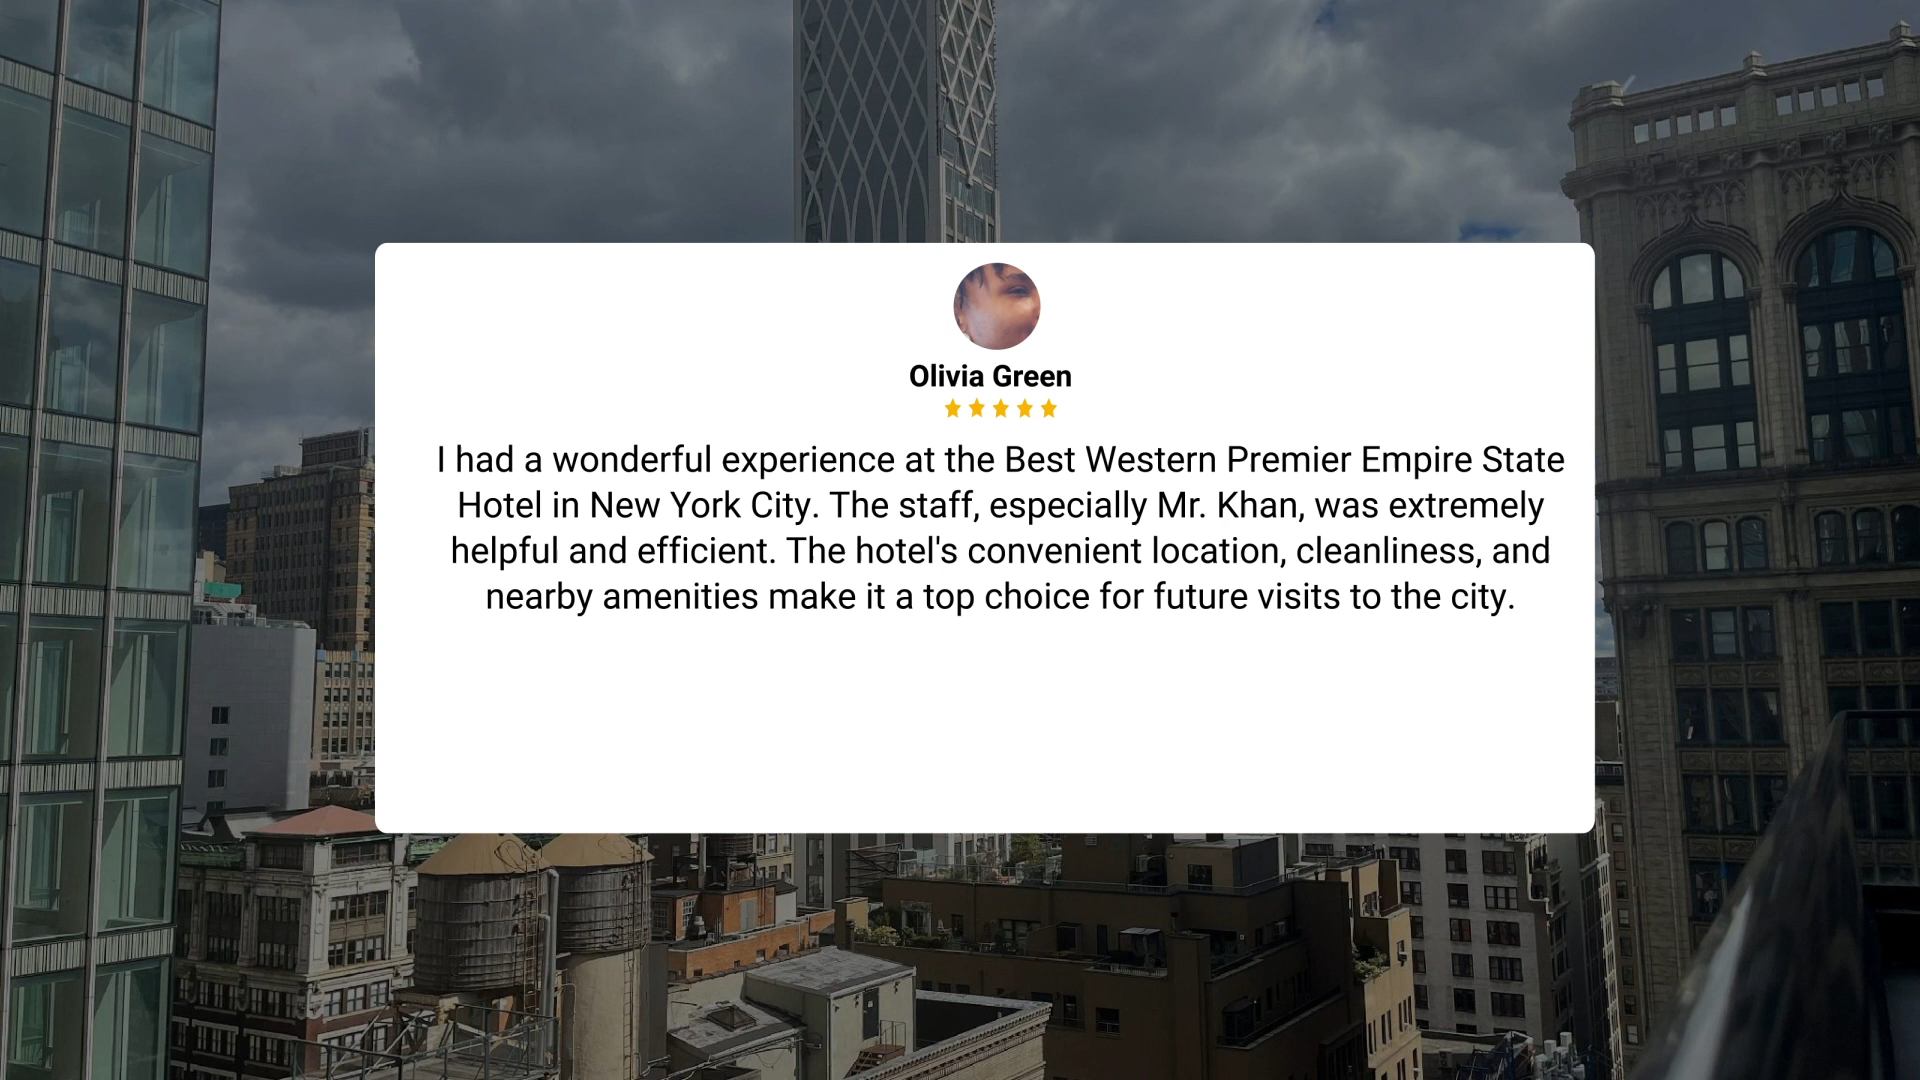 Olivia Green
I had a wonderful experience at the Best Western Premier Empire State
Hotel in New York City. The staff, especially Mr. Khan, was extremely
helpful and efficient. The hotel's convenient location, cleanliness, and
nearby amenities make it a top choice for future visits to the city.